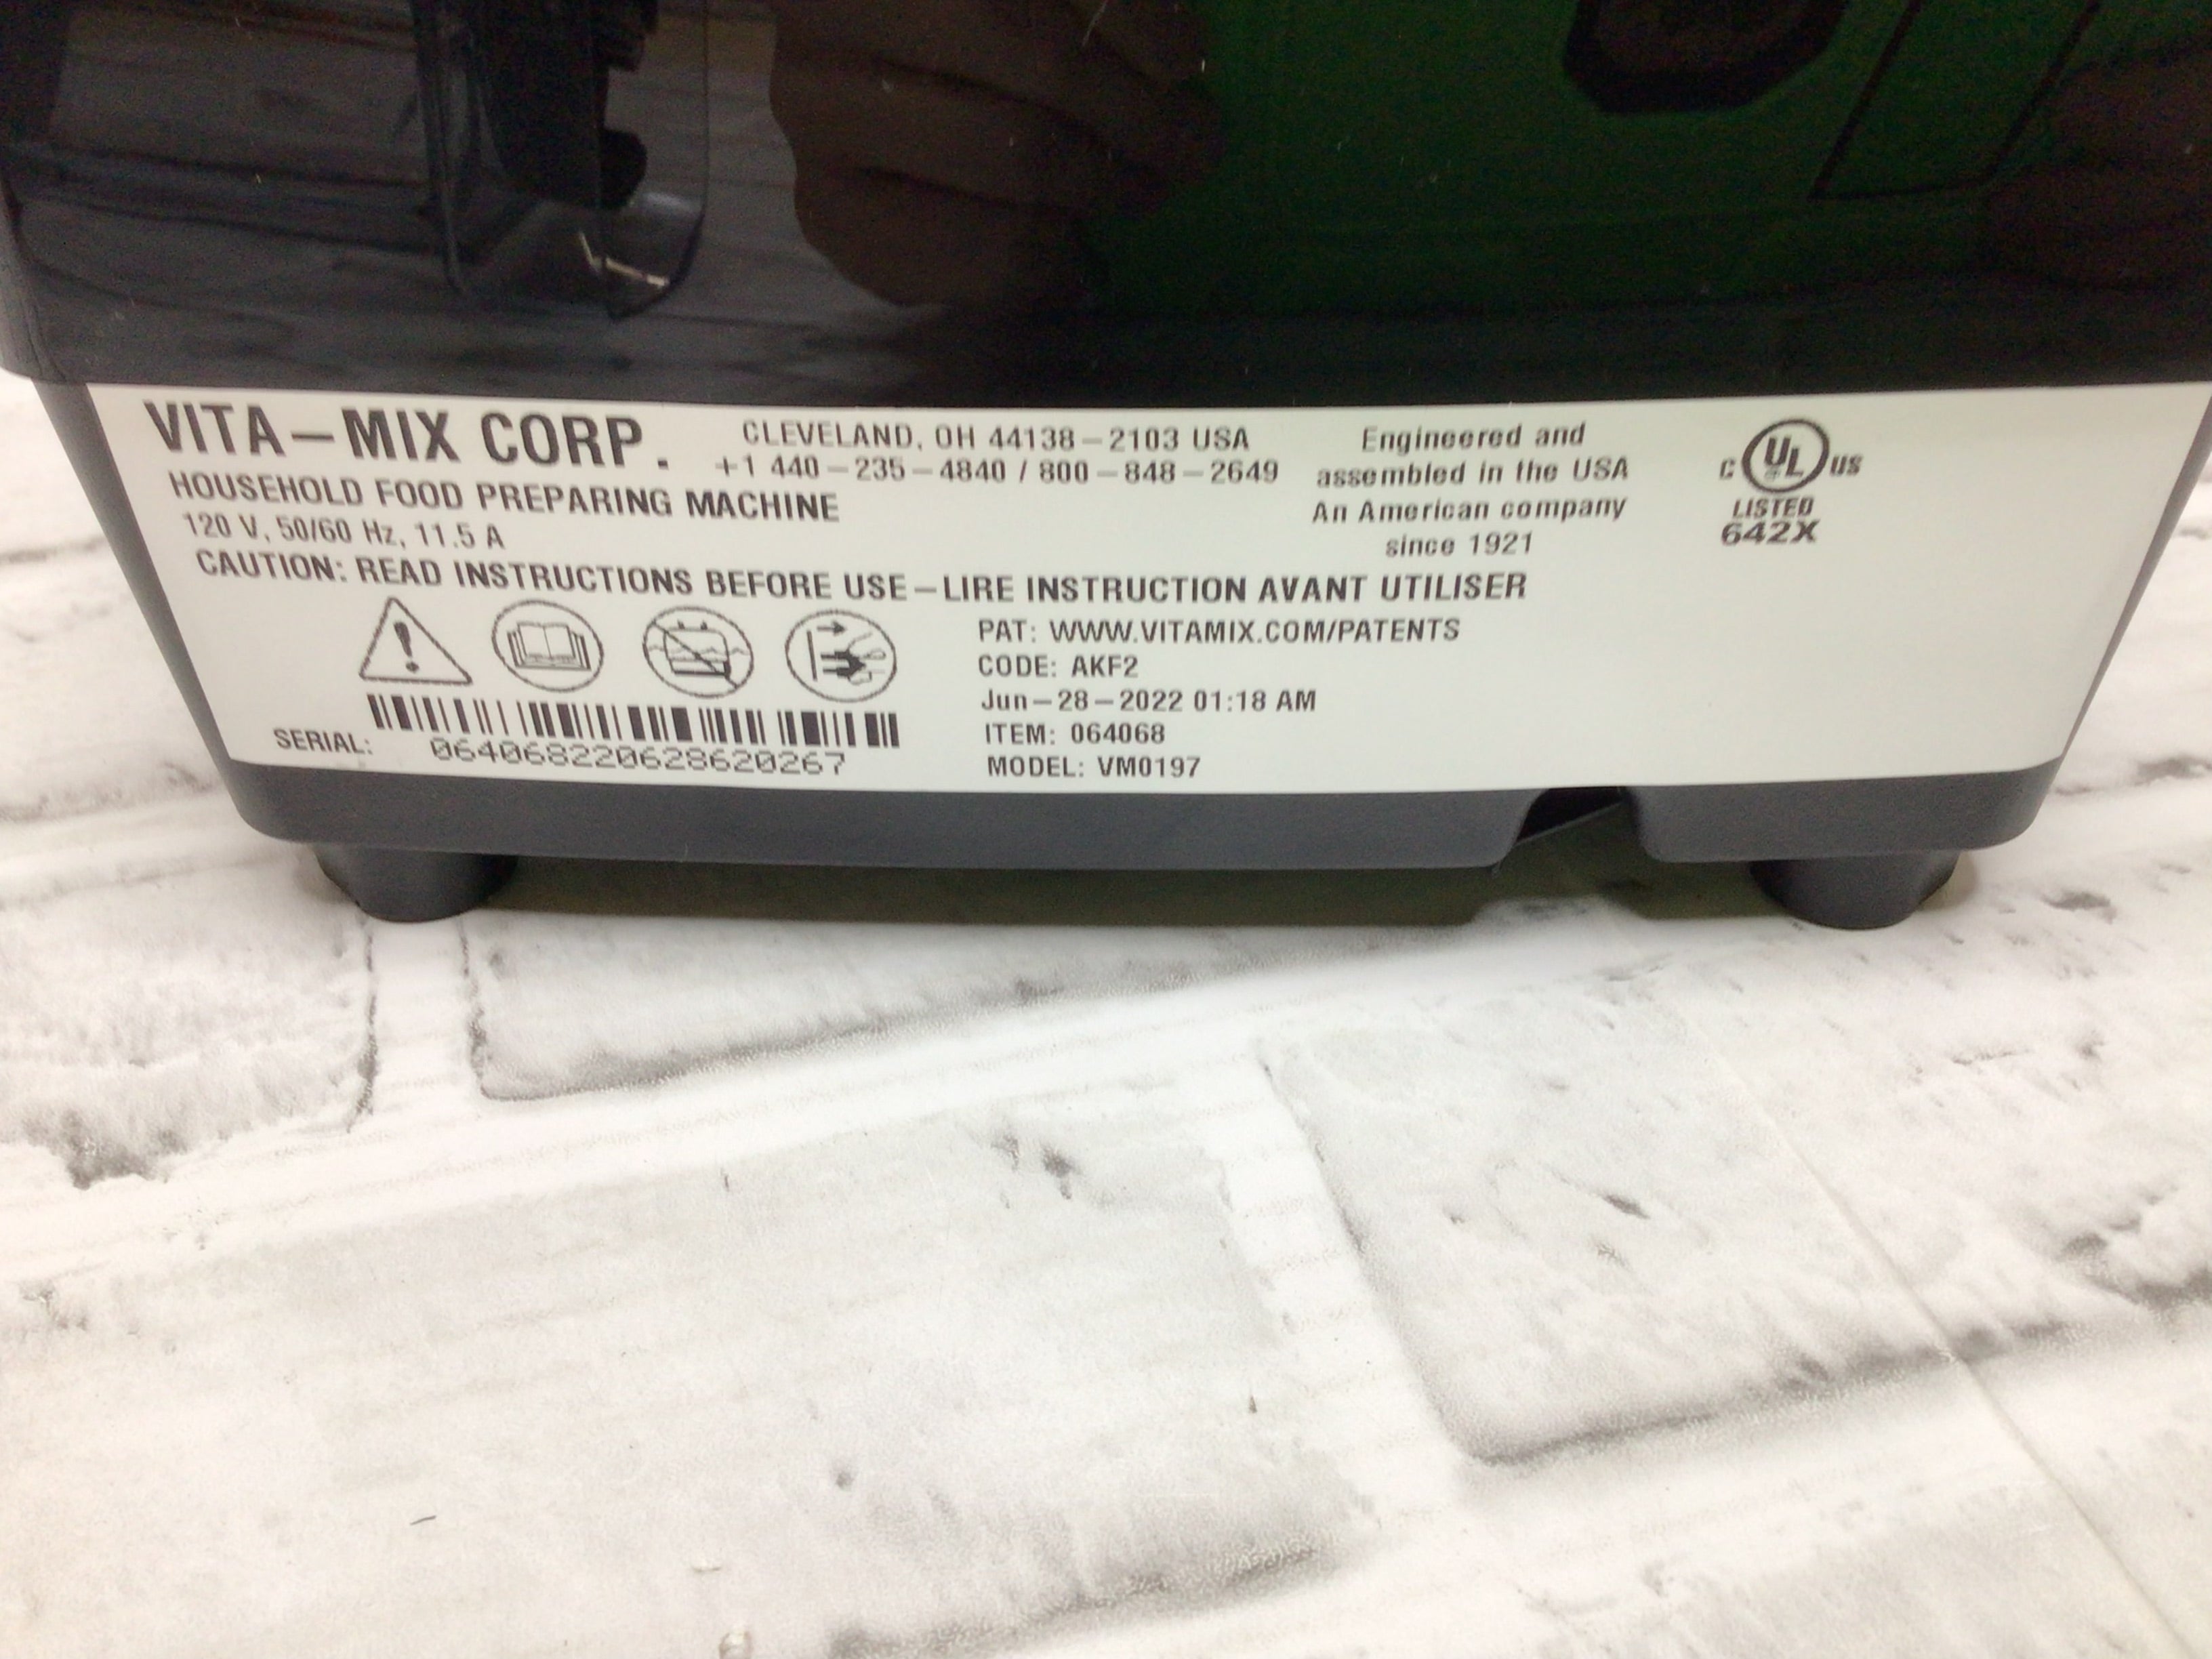 VITA-MIX CORP.
CLEVELAND, OH 44138-2103 USA
+1 440-235-4840 / 800-848-2649
HOUSEHOLD FOOD PREPARING MACHINE
120 V, 50/60 Hz, 11.5 A
Engineered and
assembled in the USA
An American company
since 1921
C UL US
LISTED
642X
CAUTION: READ INSTRUCTIONS BEFORE USE-LIRE INSTRUCTION AVANT UTILISER
SERIAL: 064068220628620267
PAT: WWW.VITAMIX.COM/PATENTS
CODE: AKF2
Jun-28-2022 01:18 AM
ITEM: 064068
MODEL: VM0197